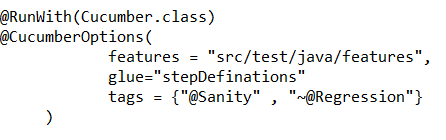 @RunWith(Cucumber.class)
@CucumberOptions(
features = "src/test/java/features",
glue="stepDefinations"
tags = {"@Sanity" , "~@Regression"}
)